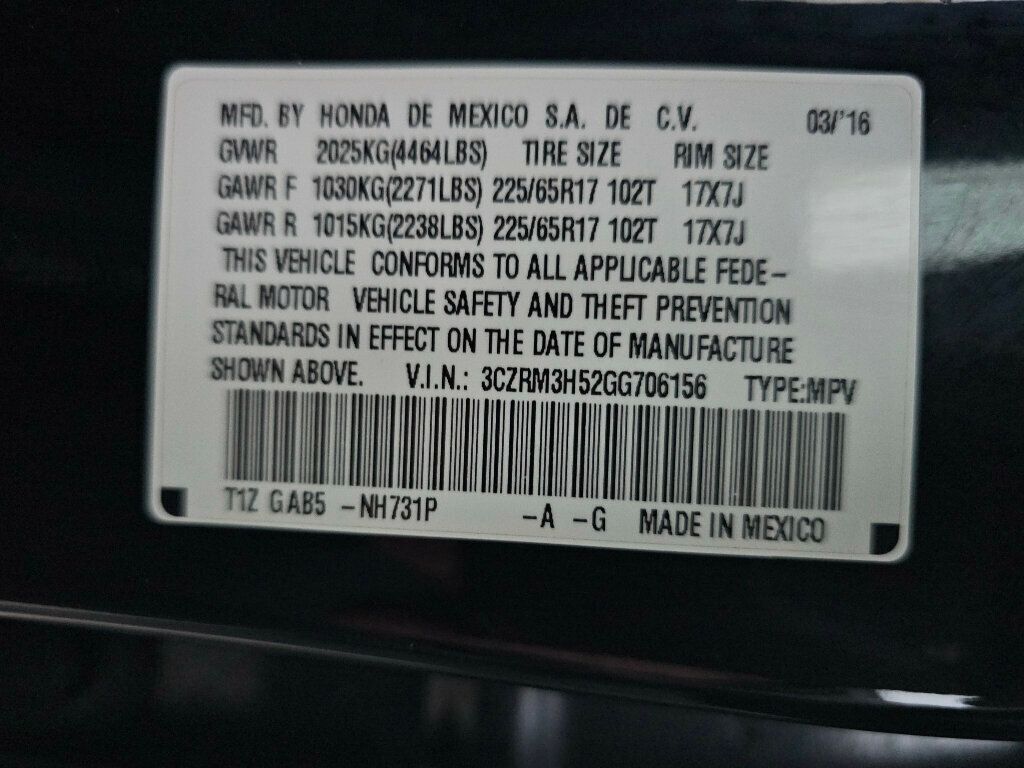 MFD. BY HONDA DE MEXICO S.A. DE C.V. 03/'16
GVWR 2025KG(4464LBS) TIRE SIZE RIM SIZE
GAWR F 1030KG(2271LBS) 225/65R17 102T 17X7J
GAWR R 1015KG(2238LBS) 225/65R17 102T 17X7J
THIS VEHICLE CONFORMS TO ALL APPLICABLE FEDE-
RAL MOTOR VEHICLE SAFETY AND THEFT PREVENTION
STANDARDS IN EFFECT ON THE DATE OF MANUFACTURE
SHOWN ABOVE. V.I.N.: 3CZRM3H52GG706156 TYPE:MPV
T1Z GAB5 -NH731P -A -G MADE IN MEXICO